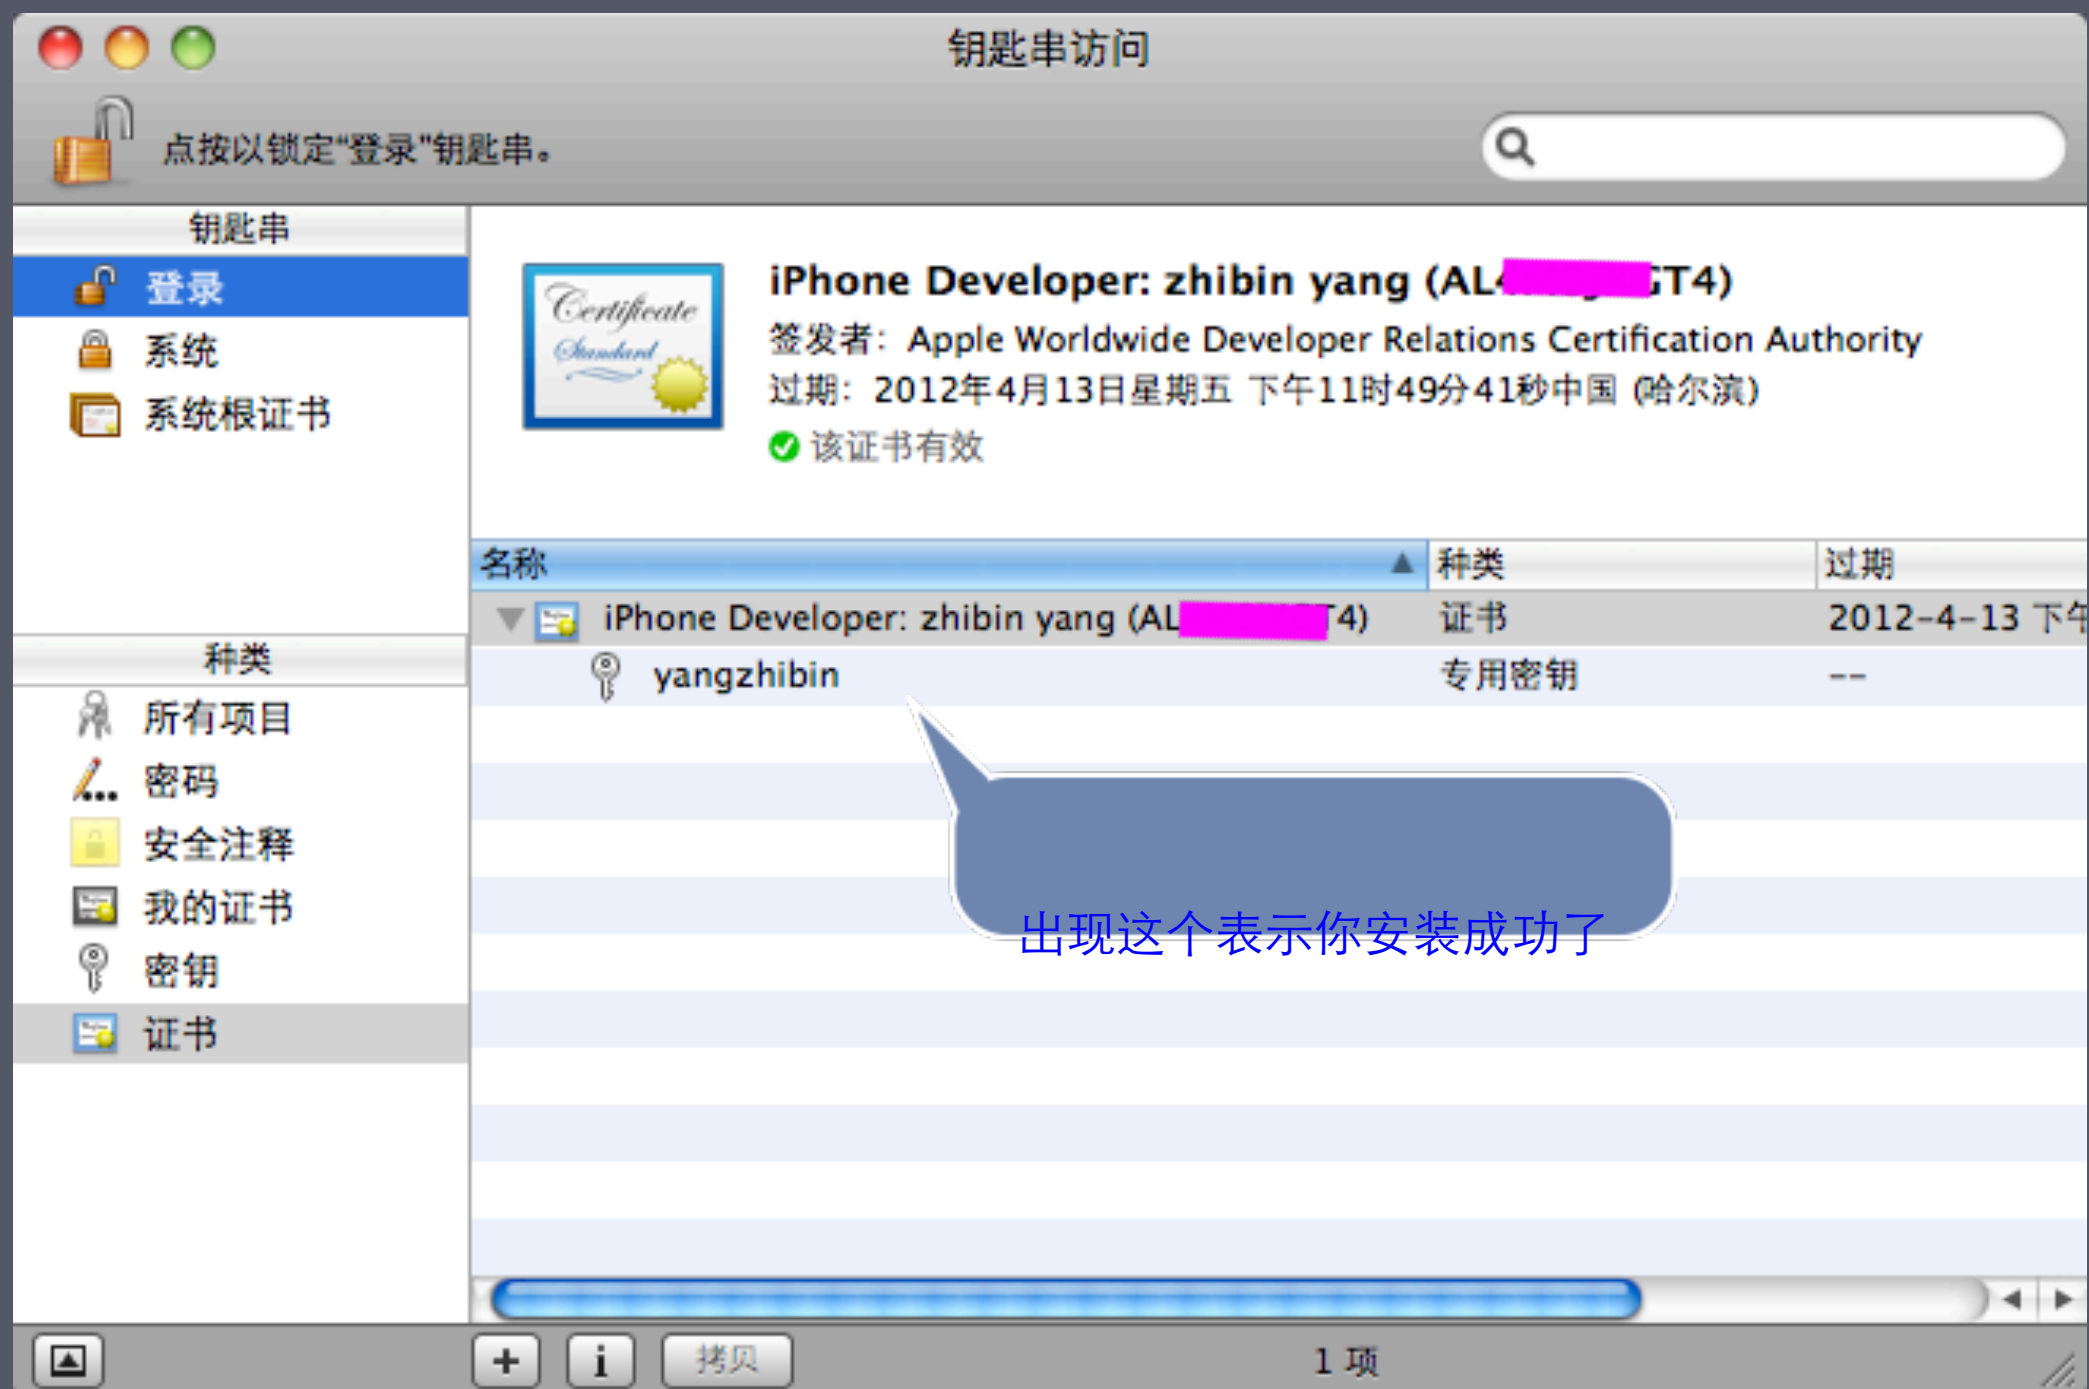 钥匙串访问
点按以锁定“登录”钥匙串。
钥匙串
登录
系统
系统根证书
种类
所有项目
密码
安全注释
我的证书
密钥
证书
Certificate
Standard
iPhone Developer: zhibin yang (AL GT4)
签发者：Apple Worldwide Developer Relations Certification Authority
过期：2012年4月13日星期五 下午11时49分41秒中国 (哈尔滨)
该证书有效
名称 种类 过期
iPhone Developer: zhibin yang (AL T4) 证书 2012-4-13 下午
yangzhibin 专用密钥 --
出现这个表示你安装成功了
拷贝
1 项